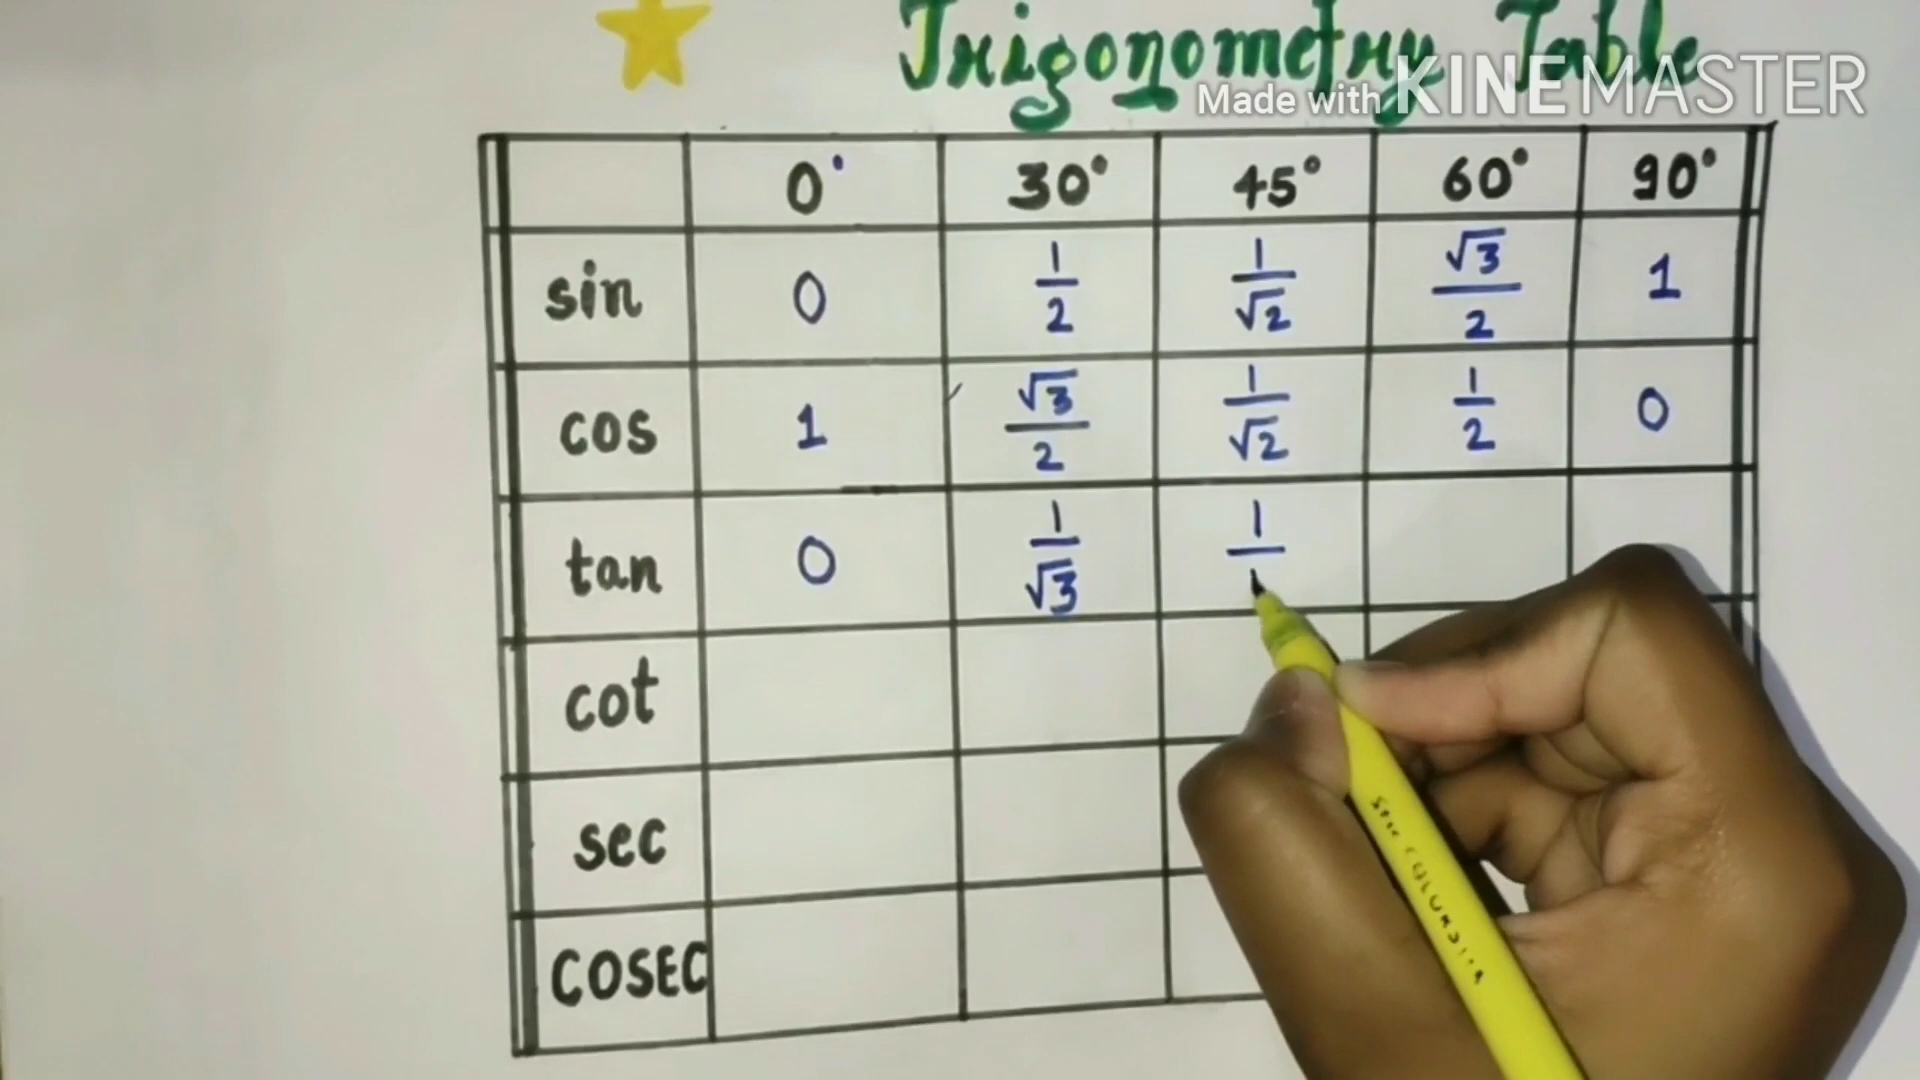 Trigonometry Table
Made with KINEMASTER
0° 30° 45° 60° 90°
sin 0 1/2 1/√2 √3/2 1
cos 1 √3/2 1/√2 1/2 0
tan 0 1/√3 1/
cot
sec
COSEC